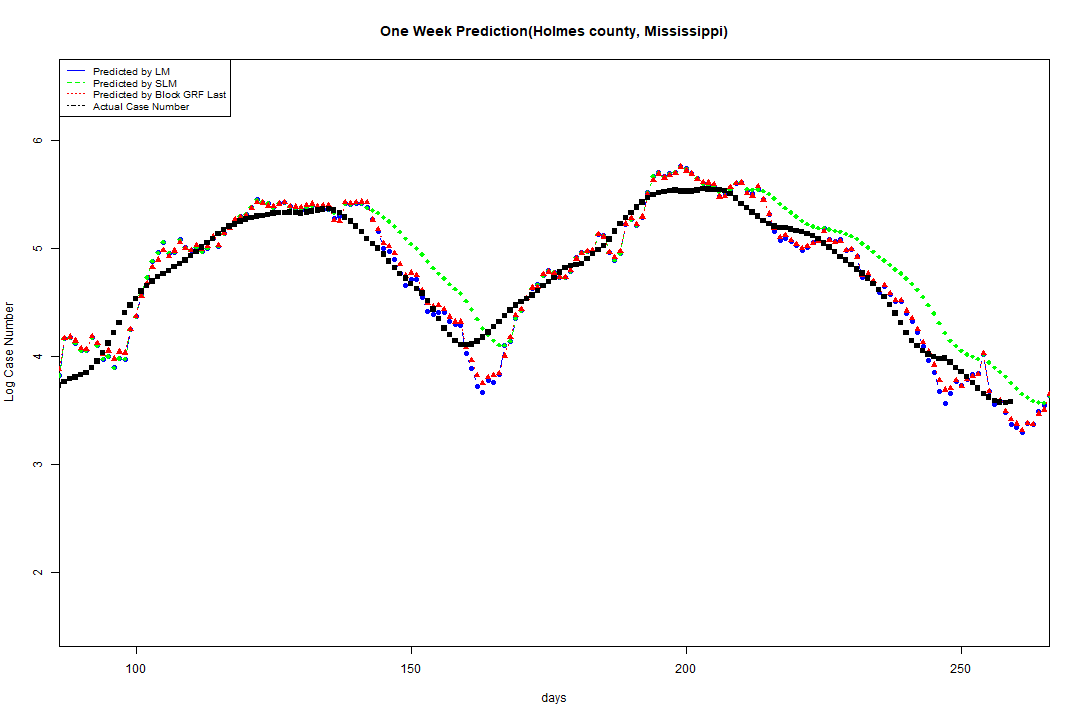 One Week Prediction(Holmes county, Mississippi)
Predicted by LM
Predicted by SLM
Predicted by Block GRF Last
Actual Case Number
Log Case Number
6
5
4
3
2
100
150
200
250
days